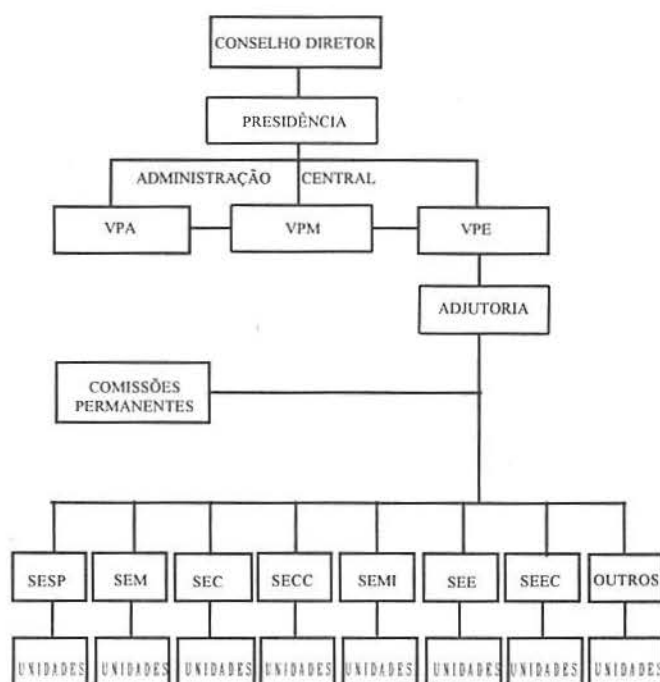 CONSELHO DIRETOR
PRESIDÊNCIA
ADMINISTRAÇÃO CENTRAL
VPA VPM VPE
ADJUTORIA
COMISSÕES
PERMANENTES
SESP SEM SEC SECC SEMI SEE SEEC OUTROS
UNIDADES UNIDADES UNIDADES UNIDADES UNIDADES UNIDADES UNIDADES UNIDADES